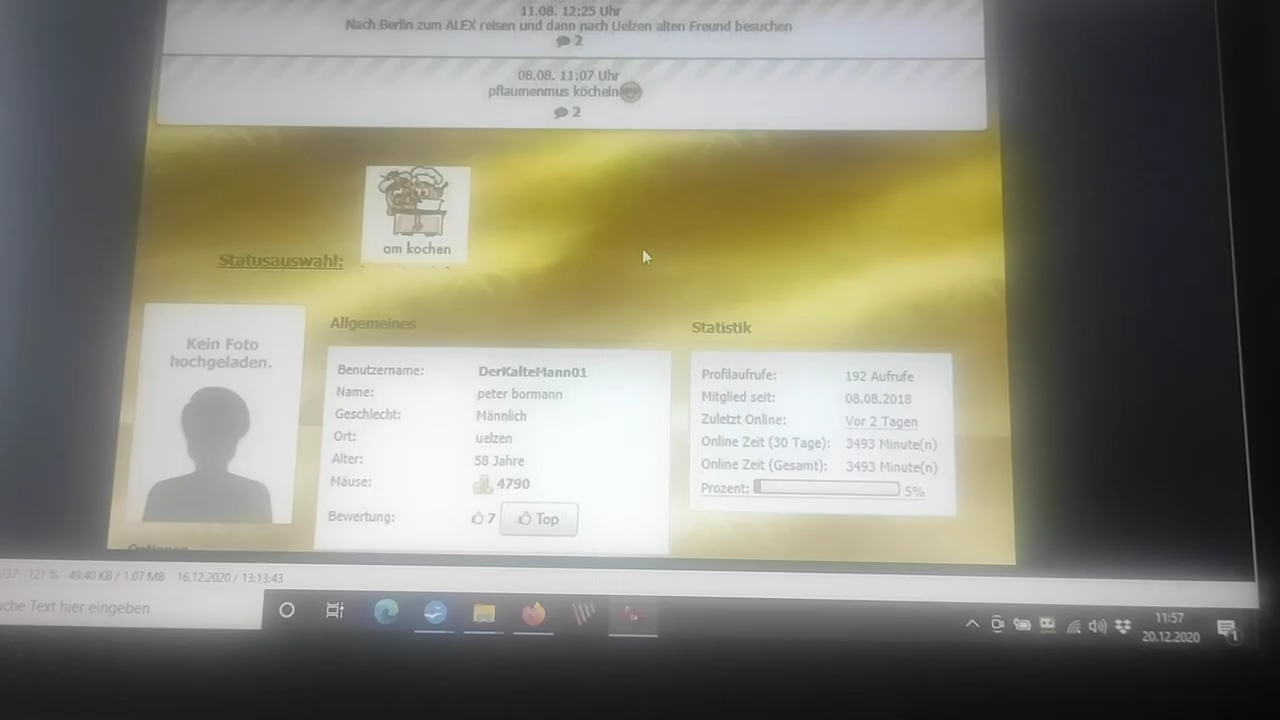 11.08. 12:25 Uhr
Nach Berlin zum ALEX reisen und dann nach Uelzen alten Freund besuchen
2
08.08. 11:07 Uhr
pflaumenmus köcheln
2
am kochen
Statusauswahl:
Kein Foto
hochgeladen.
Allgemeines
Benutzername: DerKalteMann01
Name: peter bormann
Geschlecht: Männlich
Ort: uelzen
Alter: 58 Jahre
Mäuse: 4790
Bewertung: 7 Top
Statistik
Profilaufrufe: 192 Aufrufe
Mitglied seit: 08.08.2018
Zuletzt Online: Vor 2 Tagen
Online Zeit (30 Tage): 3493 Minute(n)
Online Zeit (Gesamt): 3493 Minute(n)
Prozent: 5%
Optionen
/37 121 % 49.40 KB / 1.07 MB 16.12.2020 / 13:13:43
uche Text hier eingeben
11:57
20.12.2020
1